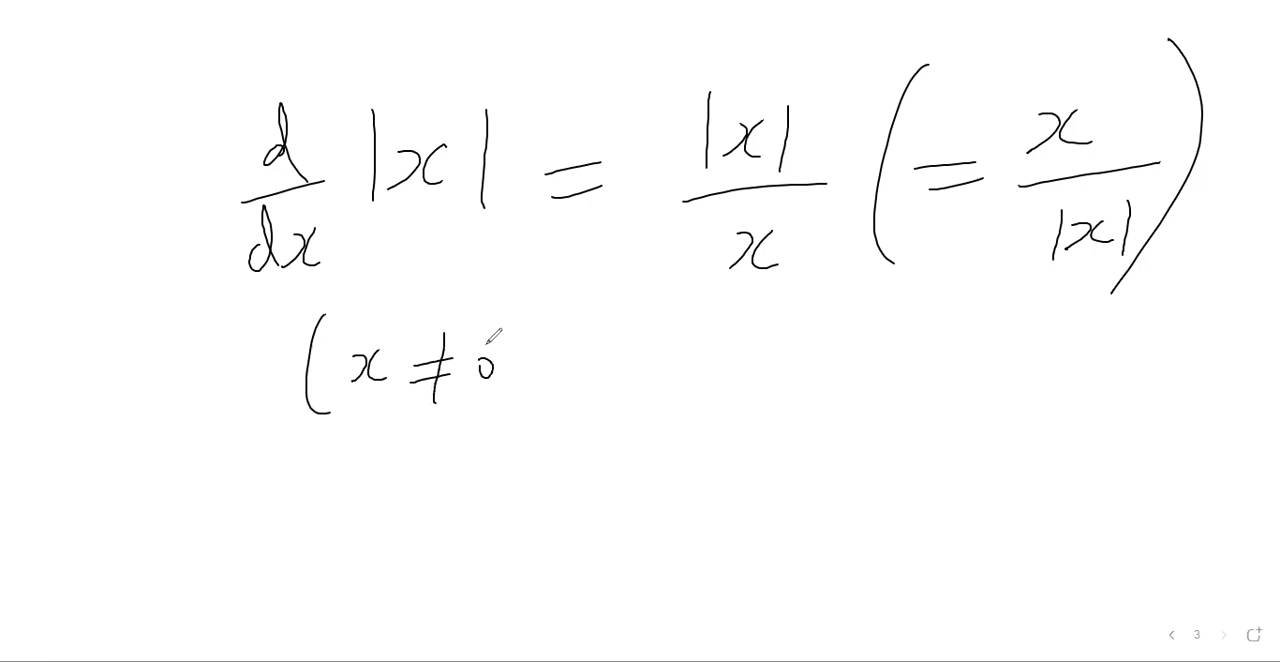 d/dx |x| = |x|/x (= x/|x|)
(x ≠ 0
3